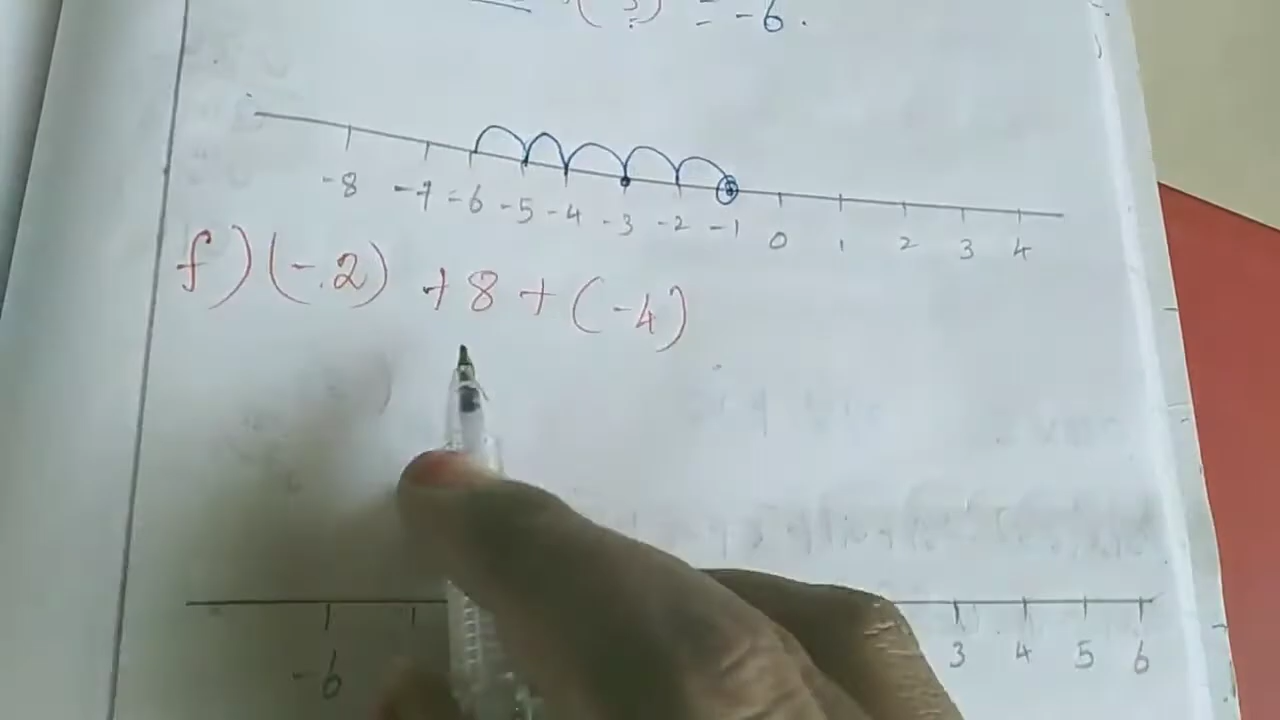 (?) = -6.
-8 -7 -6 -5 -4 -3 -2 -1 0 1 2 3 4
f) (-2) + 8 + (-4)
-6 3 4 5 6